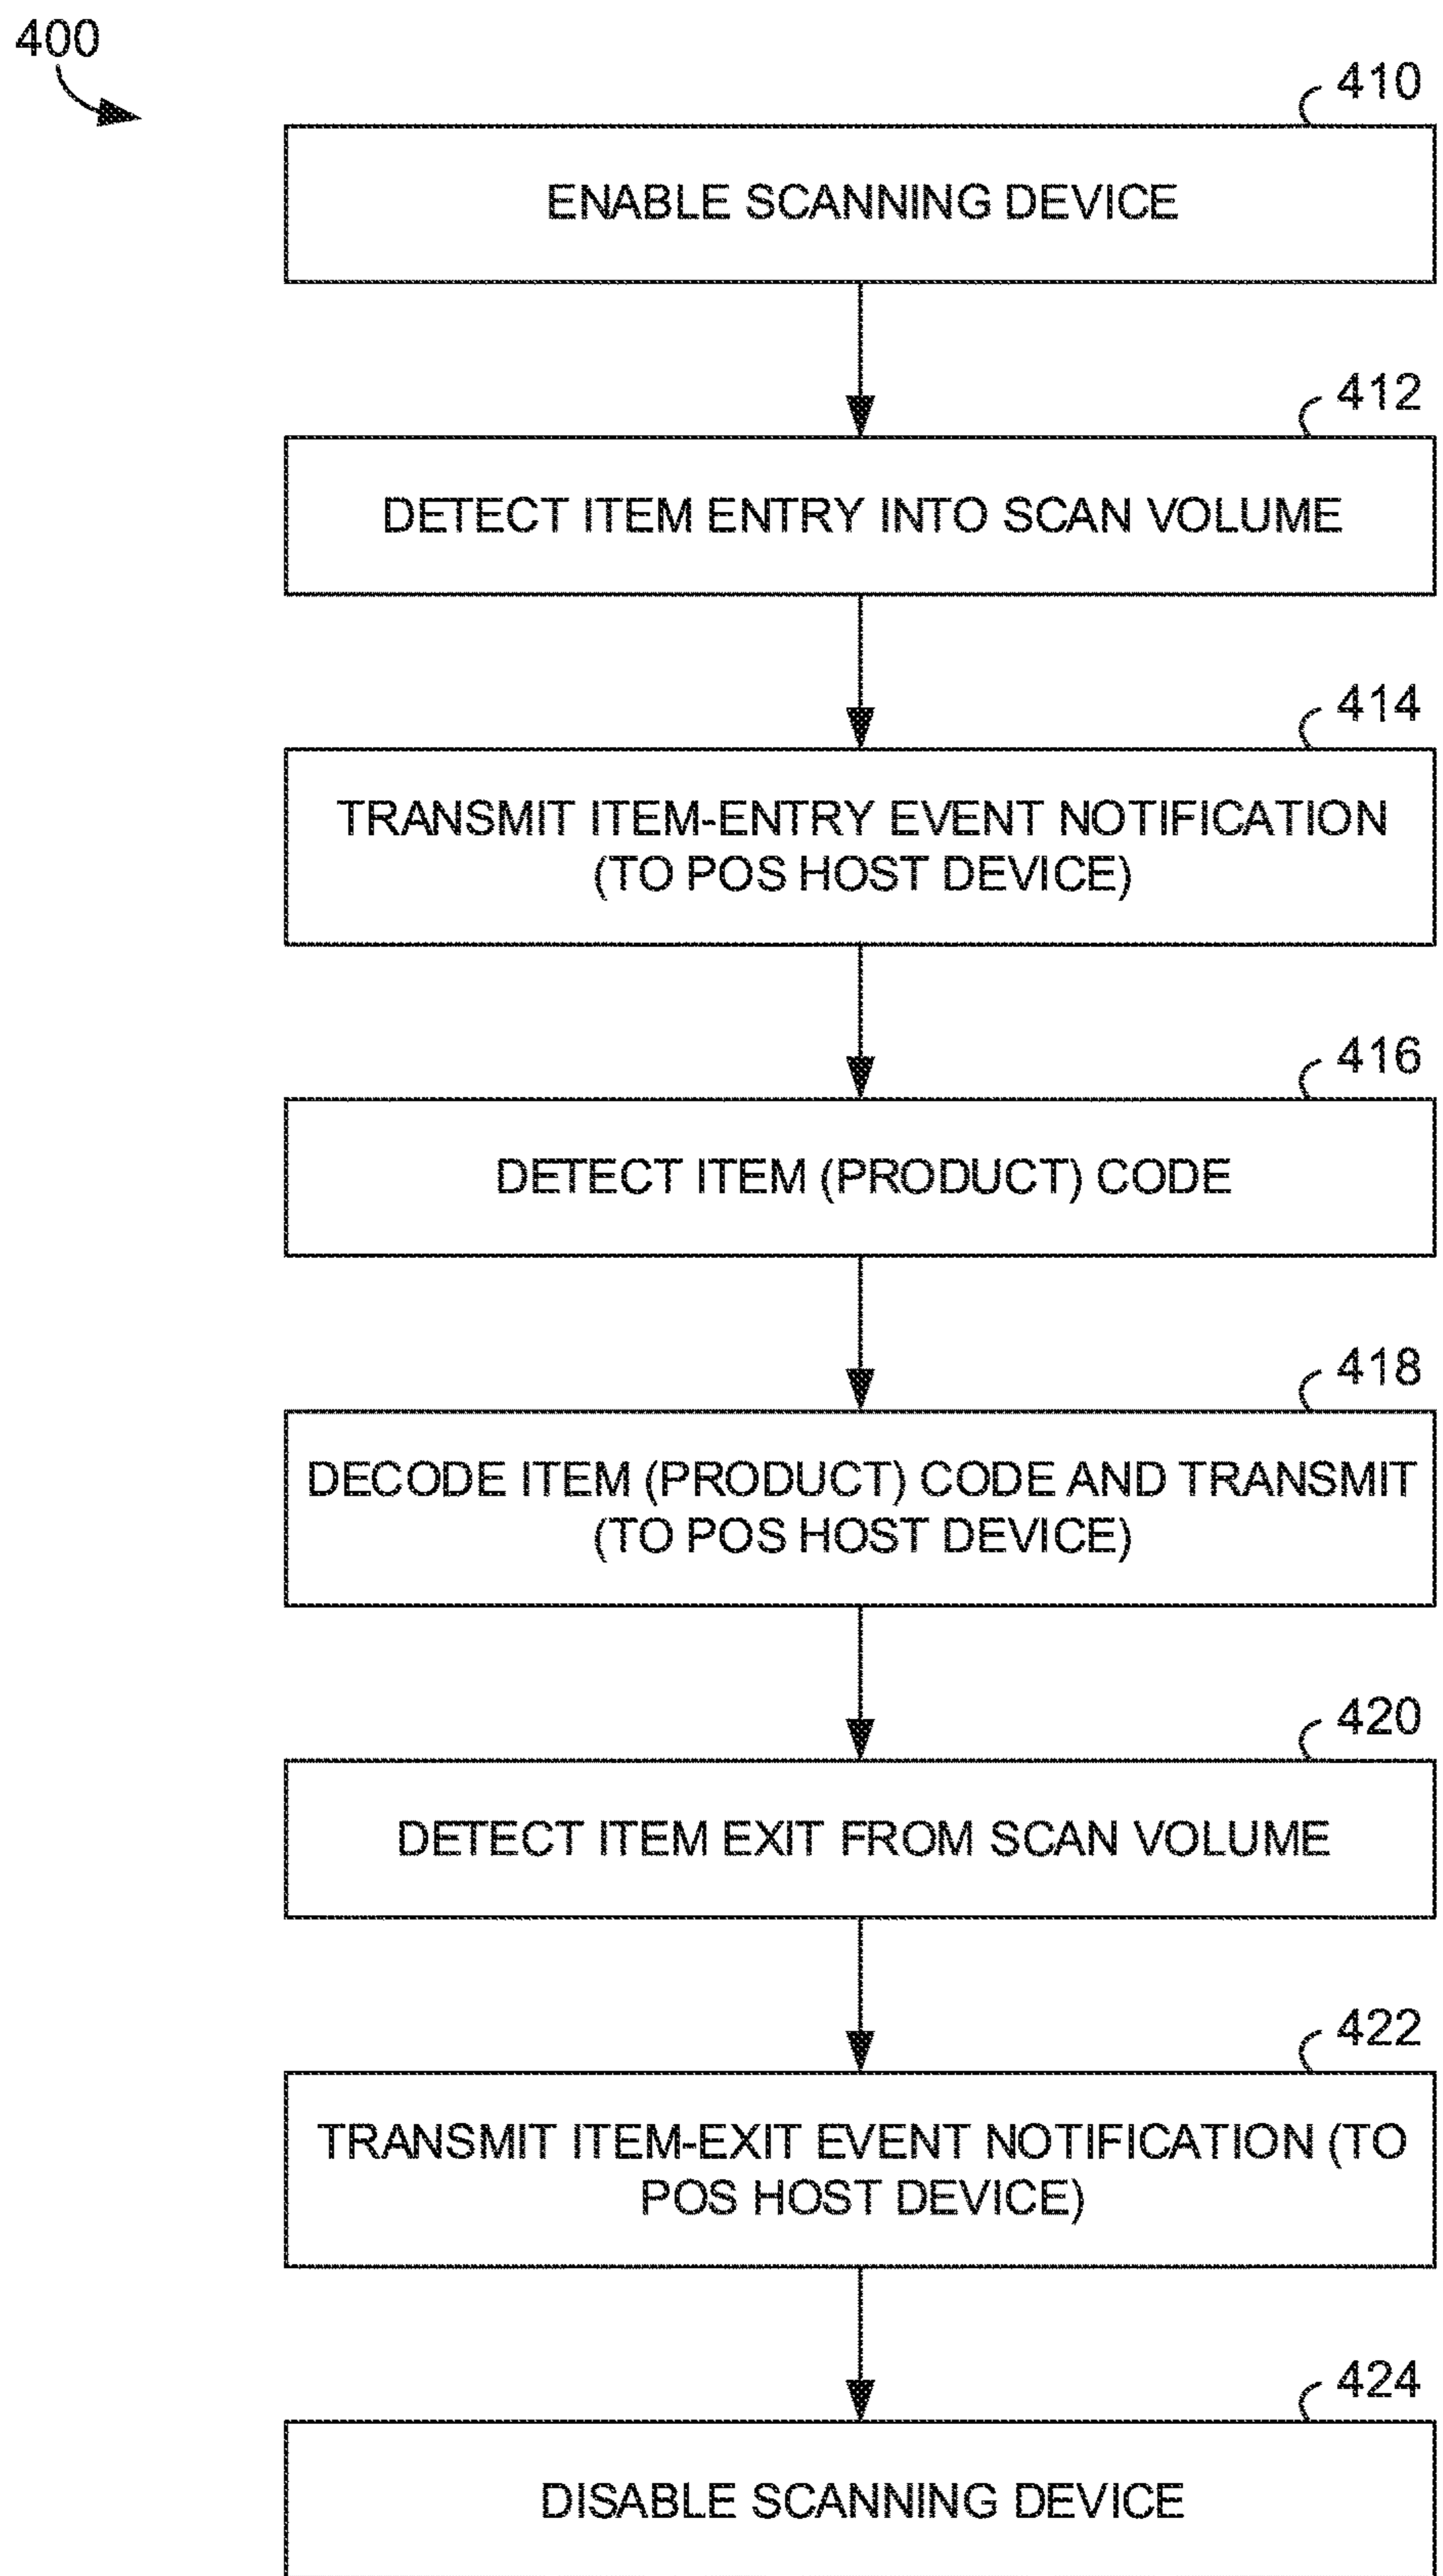 400
410
ENABLE SCANNING DEVICE
412
DETECT ITEM ENTRY INTO SCAN VOLUME
414
TRANSMIT ITEM-ENTRY EVENT NOTIFICATION
(TO POS HOST DEVICE)
416
DETECT ITEM (PRODUCT) CODE
418
DECODE ITEM (PRODUCT) CODE AND TRANSMIT
(TO POS HOST DEVICE)
420
DETECT ITEM EXIT FROM SCAN VOLUME
422
TRANSMIT ITEM-EXIT EVENT NOTIFICATION (TO
POS HOST DEVICE)
424
DISABLE SCANNING DEVICE